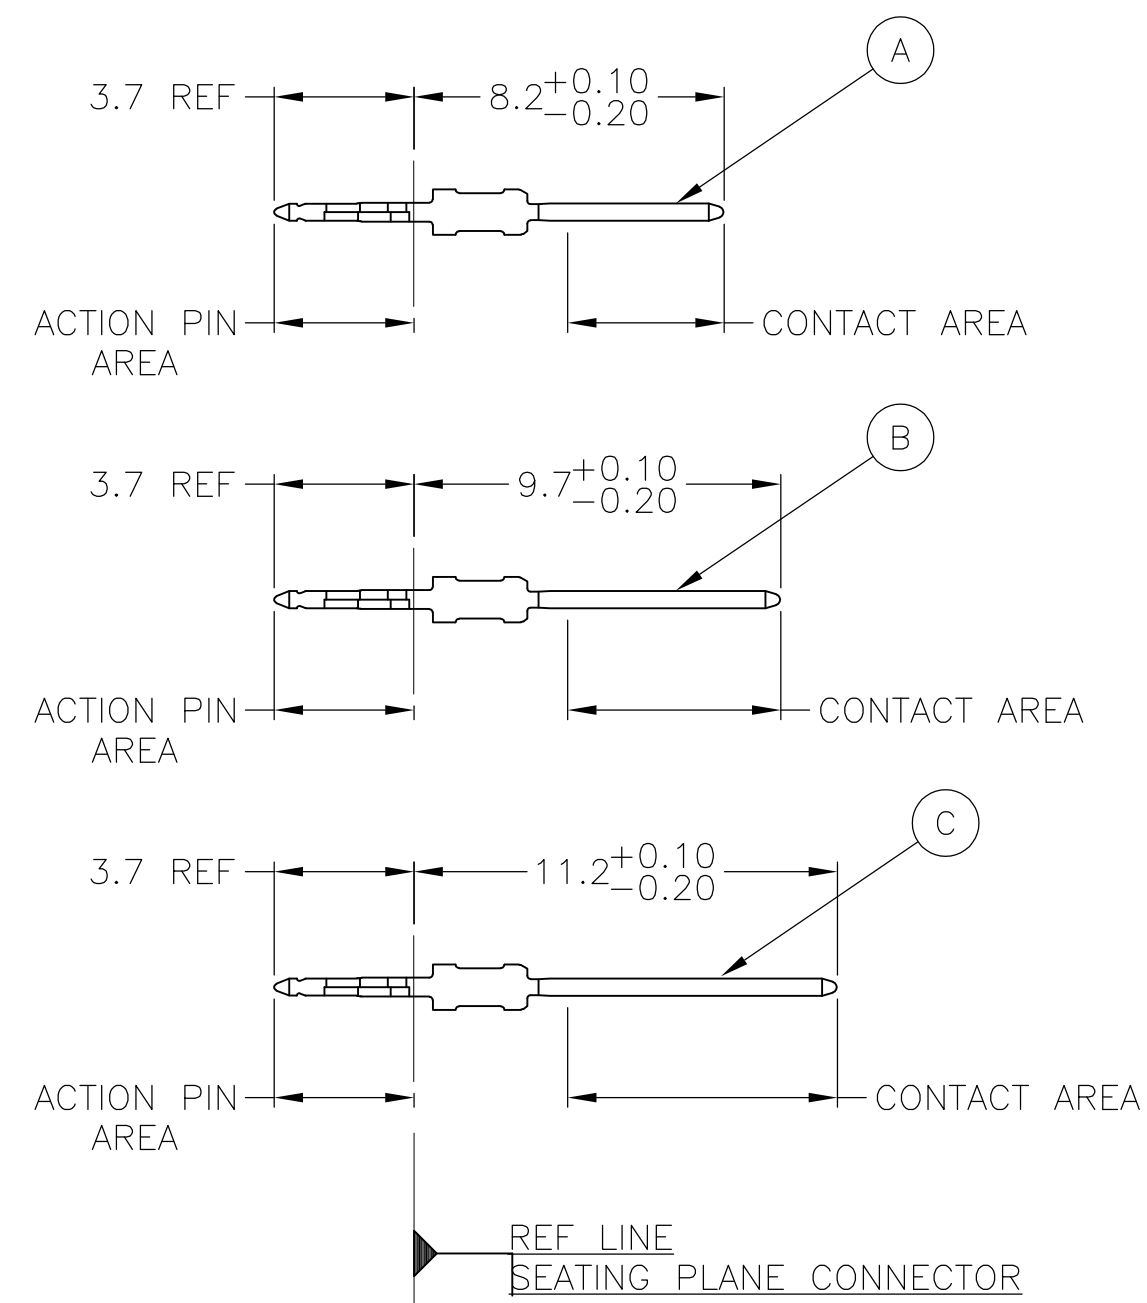 A
3.7 REF
8.2 +0.10 -0.20
ACTION PIN AREA
CONTACT AREA
B
3.7 REF
9.7 +0.10 -0.20
ACTION PIN AREA
CONTACT AREA
C
3.7 REF
11.2 +0.10 -0.20
ACTION PIN AREA
CONTACT AREA
REF LINE
SEATING PLANE CONNECTOR